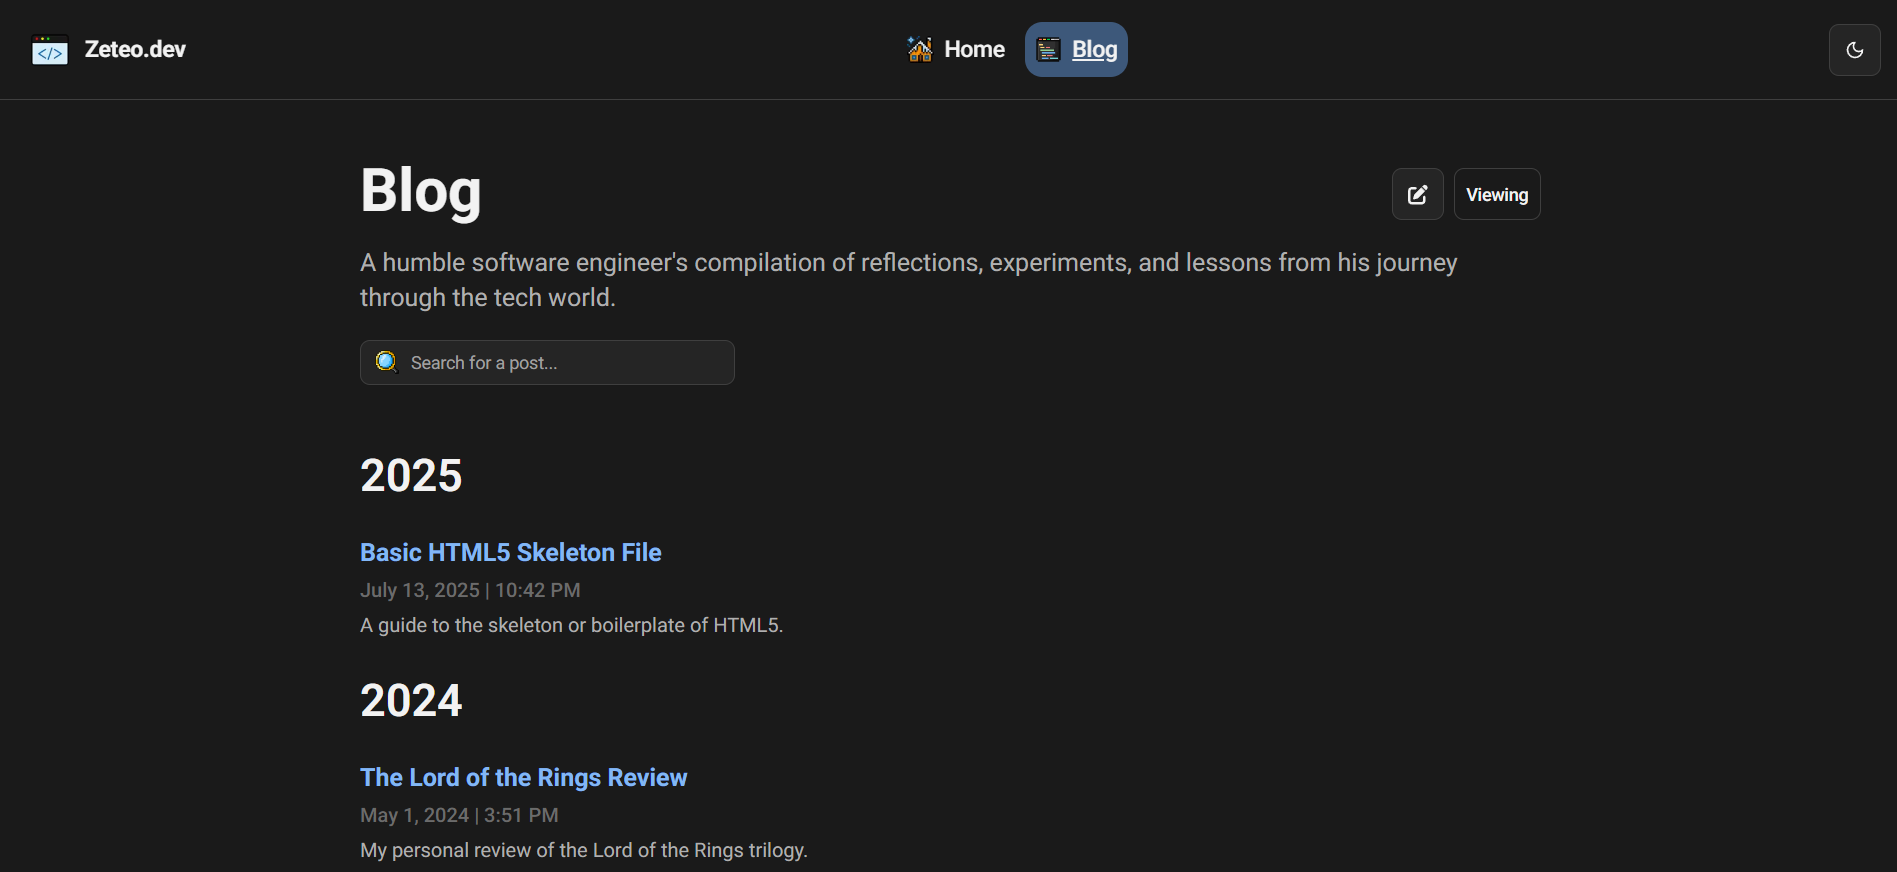 Zeteo.dev
Home
Blog
Blog
Viewing
A humble software engineer's compilation of reflections, experiments, and lessons from his journey
through the tech world.
Search for a post...
2025
Basic HTML5 Skeleton File
July 13, 2025 | 10:42 PM
A guide to the skeleton or boilerplate of HTML5.
2024
The Lord of the Rings Review
May 1, 2024 | 3:51 PM
My personal review of the Lord of the Rings trilogy.